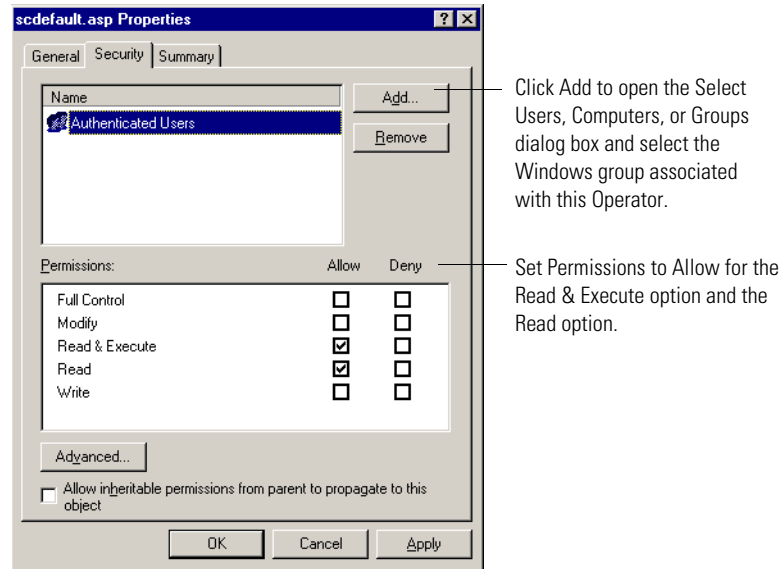 scdefault.asp Properties
General Security Summary
Name
Authenticated Users
Add...
Remove
Click Add to open the Select
Users, Computers, or Groups
dialog box and select the
Windows group associated
with this Operator.
Permissions: Allow Deny
Set Permissions to Allow for the
Read & Execute option and the
Read option.
Full Control
Modify
Read & Execute
Read
Write
Advanced...
Allow inheritable permissions from parent to propagate to this
object
OK Cancel Apply